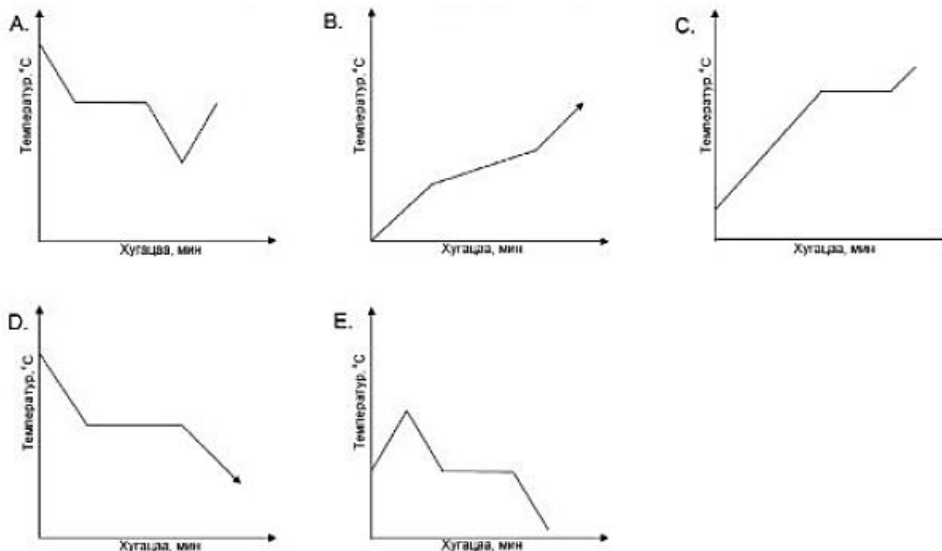 A.
Температур,°C
Хугацаа, мин
B.
Температур,°C
Хугацаа, мин
C.
Температур,°C
Хугацаа, мин
D.
Температур,°C
Хугацаа, мин
E.
Температур,°C
Хугацаа, мин